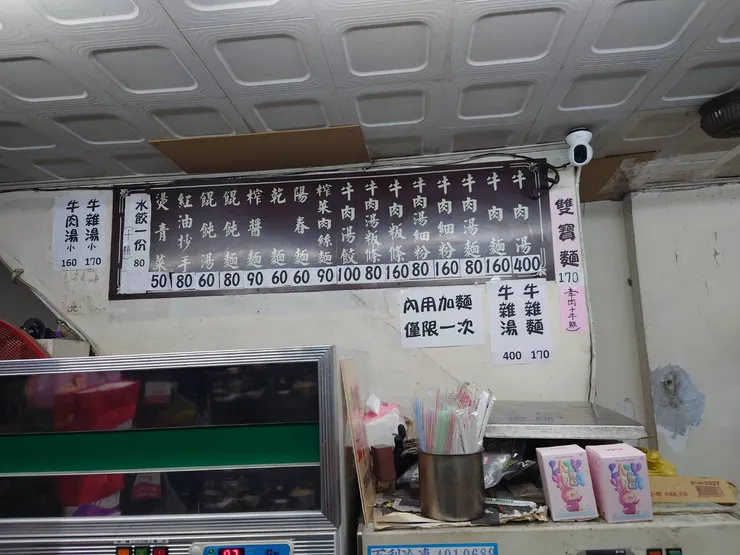 雙寶麵
170
牛肉湯 400
牛肉麵 160
牛肉湯麵 80
牛肉細粉 160
牛肉湯細粉 80
牛肉粄條 160
牛肉湯粄條 80
牛肉湯餃 100
榨菜肉絲麵 90
陽春麵 60
乾麵 60
榨醬麵 90
餛飩麵 80
餛飩湯 60
紅油抄手 80
燙青菜 50
水餃一份
80
牛雜湯小 170
牛肉湯小 160
牛雜麵 170
牛雜湯 400
內用加麵
僅限一次